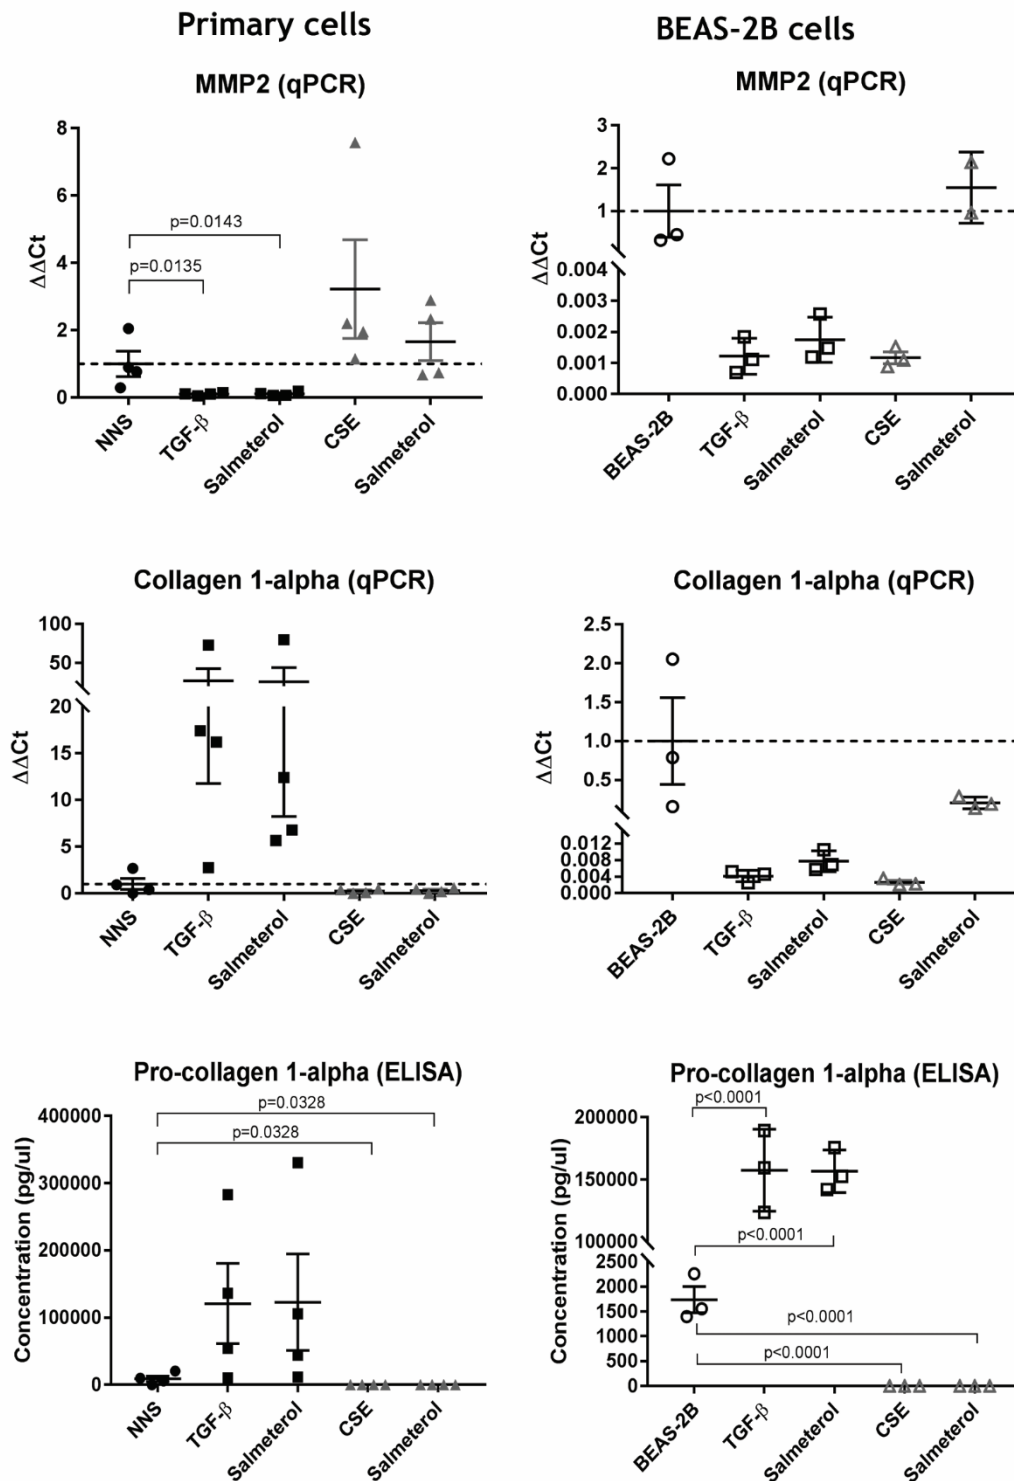 Primary cells
BEAS-2B cells
MMP2 (qPCR)
8
6
4
2
0
ΔΔCt
p=0.0143
p=0.0135
NNS
TGF-β
Salmeterol
CSE
Salmeterol
MMP2 (qPCR)
3
2
1
0.004
0.003
0.002
0.001
0.000
ΔΔCt
BEAS-2B
TGF-β
Salmeterol
CSE
Salmeterol
Collagen 1-alpha (qPCR)
100
50
20
15
10
5
0
ΔΔCt
NNS
TGF-β
Salmeterol
CSE
Salmeterol
Collagen 1-alpha (qPCR)
2.5
2.0
1.5
1.0
0.5
0.012
0.008
0.004
0.000
ΔΔCt
BEAS-2B
TGF-β
Salmeterol
CSE
Salmeterol
Pro-collagen 1-alpha (ELISA)
400000
300000
200000
100000
0
Concentration (pg/ul)
p=0.0328
p=0.0328
NNS
TGF-β
Salmeterol
CSE
Salmeterol
Pro-collagen 1-alpha (ELISA)
200000
150000
100000
2500
2000
1500
1000
500
0
Concentration (pg/ul)
p<0.0001
p<0.0001
p<0.0001
p<0.0001
BEAS-2B
TGF-β
Salmeterol
CSE
Salmeterol